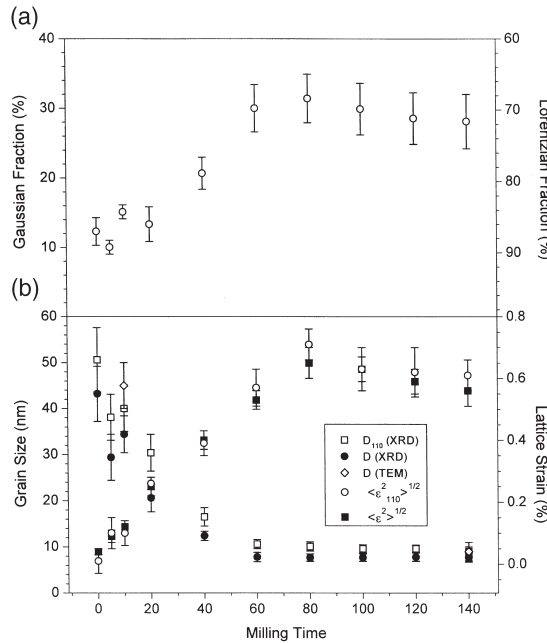 (a)
40
30
20
10
Gaussian Fraction (%)
60
70
80
90
Lorentzian Fraction (%)
(b)
60
50
40
30
20
10
0
Grain Size (nm)
0.8
0.6
0.4
0.2
0.0
Lattice Strain (%)
D110 (XRD)
D (XRD)
D (TEM)
<ε²110>1/2
<ε²>1/2
0 20 40 60 80 100 120 140
Milling Time